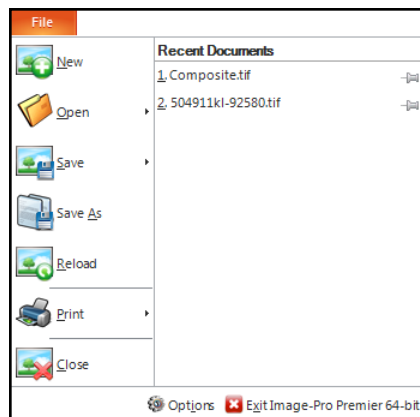 File
New
Open
Save
Save As
Reload
Print
Close
Recent Documents
1. Composite.tif
2. 504911kl-92580.tif
Options
Exit Image-Pro Premier 64-bit